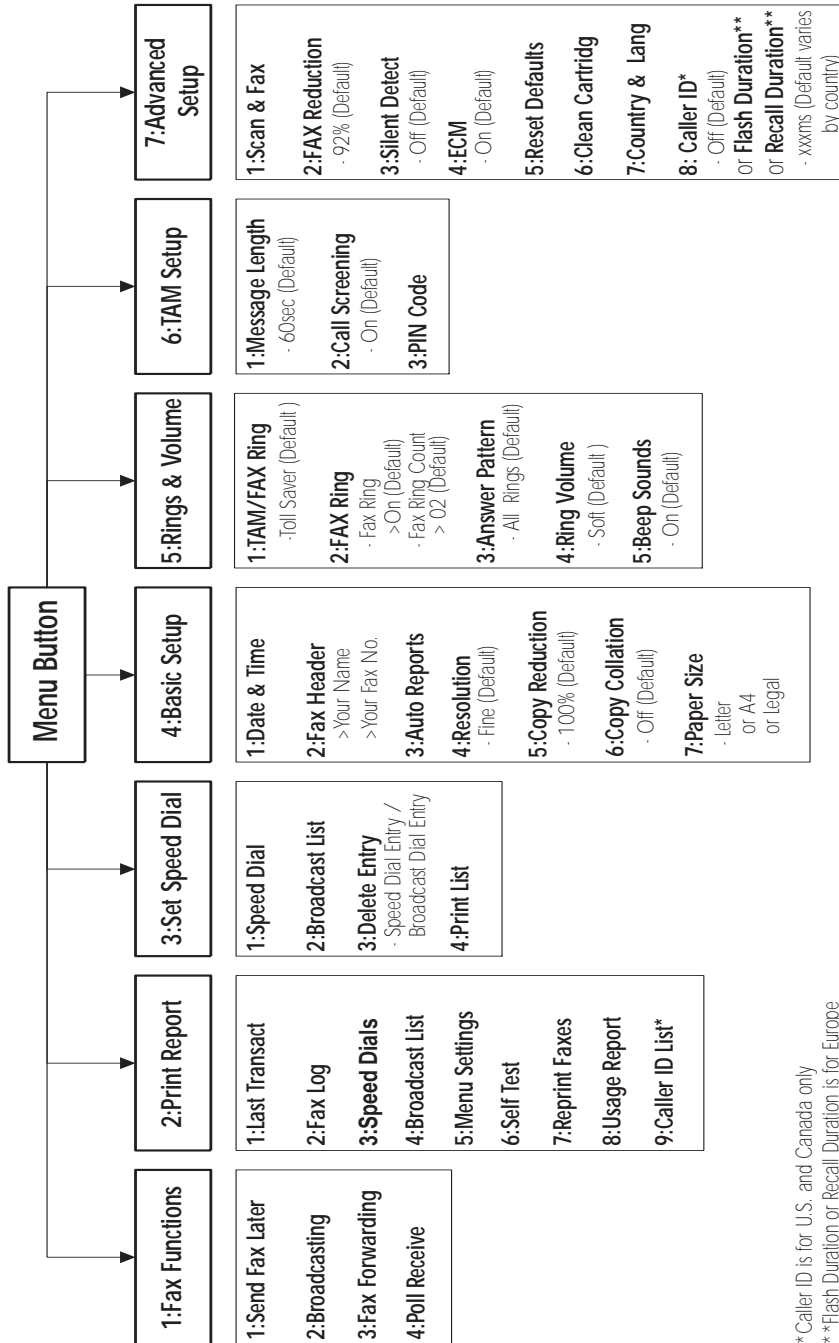 Menu Button
1:Fax Functions
1:Send Fax Later
2:Broadcasting
3:Fax Forwarding
4:Poll Receive
2:Print Report
1:Last Transact
2:Fax Log
3:Speed Dials
4:Broadcast List
5:Menu Settings
6:Self Test
7:Reprint Faxes
8:Usage Report
9:Caller ID List*
3:Set Speed Dial
1:Speed Dial
2:Broadcast List
3:Delete Entry
- Speed Dial Entry /
Broadcast Dial Entry
4:Print List
4:Basic Setup
1:Date & Time
2:Fax Header
>Your Name
>Your Fax No.
3:Auto Reports
4:Resolution
- Fine (Default)
5:Copy Reduction
- 100% (Default)
6:Copy Collation
- Off (Default)
7:Paper Size
- Letter
or A4
or Legal
5:Rings & Volume
1:TAM/FAX Ring
-Toll Saver (Default )
2:FAX Ring
- Fax Ring
>On (Default)
- Fax Ring Count
> 02 (Default)
3:Answer Pattern
- All Rings (Default)
4:Ring Volume
- Soft (Default )
5:Beep Sounds
- On (Default)
6:TAM Setup
1:Message Length
- 60sec (Default)
2:Call Screening
- On (Default)
3:PIN Code
7:Advanced
Setup
1:Scan & Fax
2:FAX Reduction
- 92% (Default)
3:Silent Detect
- Off (Default)
4:ECM
- On (Default)
5:Reset Defaults
6:Clean Cartridg
7:Country & Lang
8: Caller ID*
- Off (Default)
or Flash Duration**
or Recall Duration**
- xxxms (Default varies
by country)
*Caller ID is for U.S. and Canada only
**Flash Duration or Recall Duration is for Europe